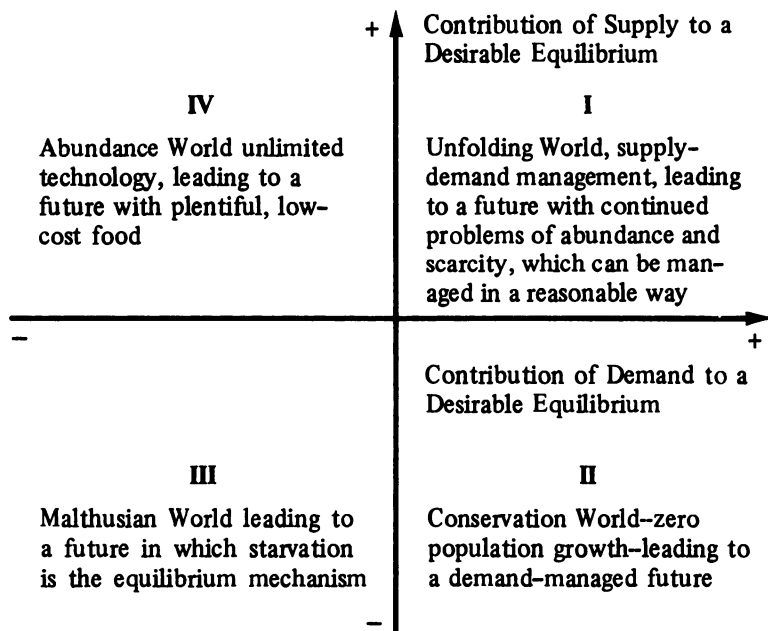 +
Contribution of Supply to a
Desirable Equilibrium
IV
Abundance World unlimited
technology, leading to a
future with plentiful, low-
cost food
I
Unfolding World, supply-
demand management, leading
to a future with continued
problems of abundance and
scarcity, which can be man-
aged in a reasonable way
−
+
Contribution of Demand to a
Desirable Equilibrium
III
Malthusian World leading to
a future in which starvation
is the equilibrium mechanism
II
Conservation World–zero
population growth–leading to
a demand–managed future
−